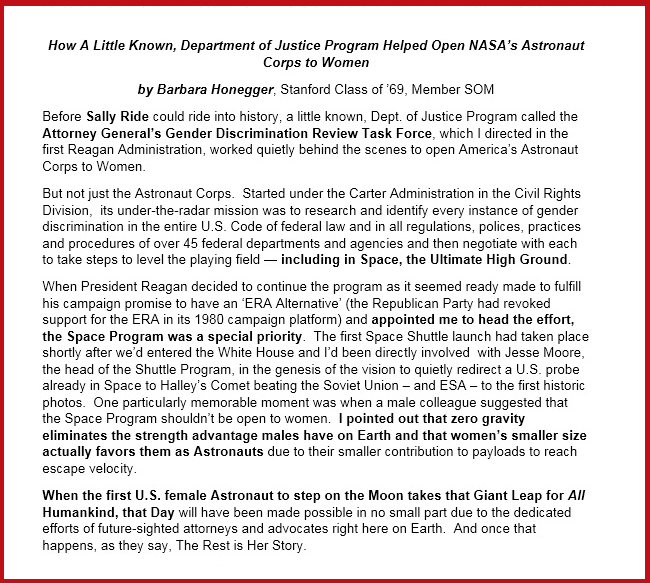 How A Little Known, Department of Justice Program Helped Open NASA's Astronaut
Corps to Women
by Barbara Honegger, Stanford Class of '69, Member SOM
Before Sally Ride could ride into history, a little known, Dept. of Justice Program called the
Attorney General's Gender Discrimination Review Task Force, which I directed in the
first Reagan Administration, worked quietly behind the scenes to open America's Astronaut
Corps to Women.
But not just the Astronaut Corps.  Started under the Carter Administration in the Civil Rights
Division,  its under-the-radar mission was to research and identify every instance of gender
discrimination in the entire U.S. Code of federal law and in all regulations, polices, practices
and procedures of over 45 federal departments and agencies and then negotiate with each
to take steps to level the playing field — including in Space, the Ultimate High Ground.
When President Reagan decided to continue the program as it seemed ready made to fulfill
his campaign promise to have an 'ERA Alternative' (the Republican Party had revoked
support for the ERA in its 1980 campaign platform) and appointed me to head the effort,
the Space Program was a special priority.  The first Space Shuttle launch had taken place
shortly after we'd entered the White House and I'd been directly involved  with Jesse Moore,
the head of the Shuttle Program, in the genesis of the vision to quietly redirect a U.S. probe
already in Space to Halley's Comet beating the Soviet Union – and ESA – to the first historic
photos.  One particularly memorable moment was when a male colleague suggested that
the Space Program shouldn't be open to women.  I pointed out that zero gravity
eliminates the strength advantage males have on Earth and that women's smaller size
actually favors them as Astronauts due to their smaller contribution to payloads to reach
escape velocity.
When the first U.S. female Astronaut to step on the Moon takes that Giant Leap for All
Humankind, that Day will have been made possible in no small part due to the dedicated
efforts of future-sighted attorneys and advocates right here on Earth.  And once that
happens, as they say, The Rest is Her Story.